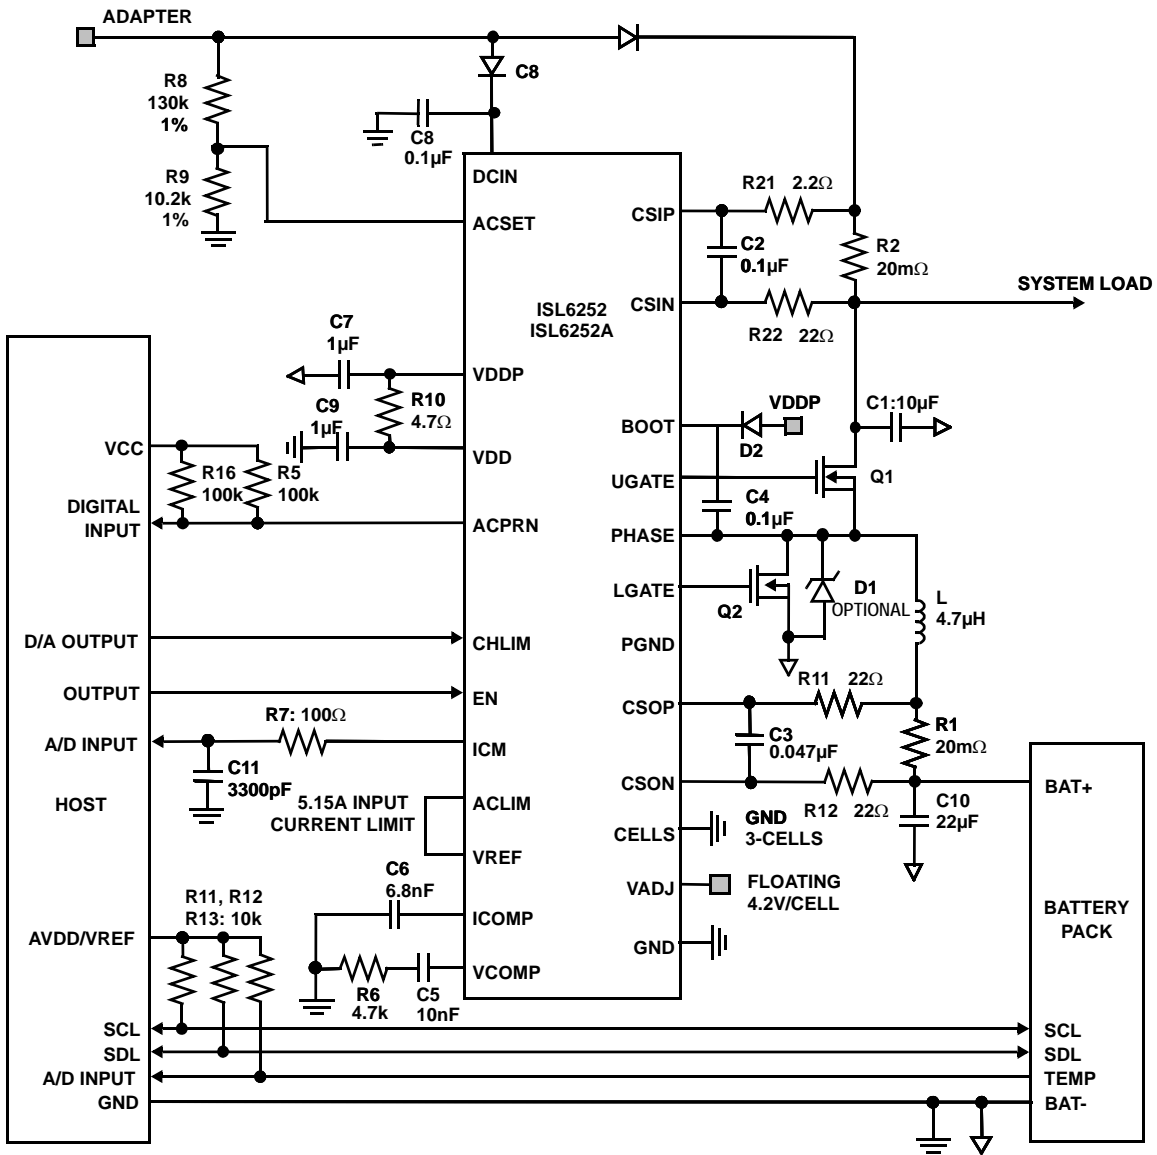 ADAPTER
R8
130k
1%
C8
C8
0.1µF
R9
10.2k
1%
DCIN
ACSET
ISL6252
ISL6252A
CSIP
R21 2.2Ω
C2
0.1µF
R2
20mΩ
CSIN
R22 22Ω
SYSTEM LOAD
C7
1µF
VDDP
R10
4.7Ω
C9
1µF
VDD
BOOT
VDDP
D2
C1:10µF
UGATE
Q1
C4
0.1µF
PHASE
VCC
R16
100k
R5
100k
DIGITAL
INPUT
ACPRN
LGATE
Q2
D1
OPTIONAL
L
4.7µH
PGND
D/A OUTPUT
CHLIM
OUTPUT
EN
R11 22Ω
CSOP
R7: 100Ω
A/D INPUT
ICM
C11
3300pF
C3
0.047µF
R1
20mΩ
CSON
R12 22Ω
C10
22µF
BAT+
HOST
5.15A INPUT
CURRENT LIMIT
ACLIM
VREF
CELLS
GND
3-CELLS
VADJ
FLOATING
4.2V/CELL
C6
6.8nF
ICOMP
GND
BATTERY
PACK
R11, R12
R13: 10k
AVDD/VREF
VCOMP
R6
4.7k
C5
10nF
SCL
SCL
SDL
SDL
A/D INPUT
TEMP
GND
BAT-